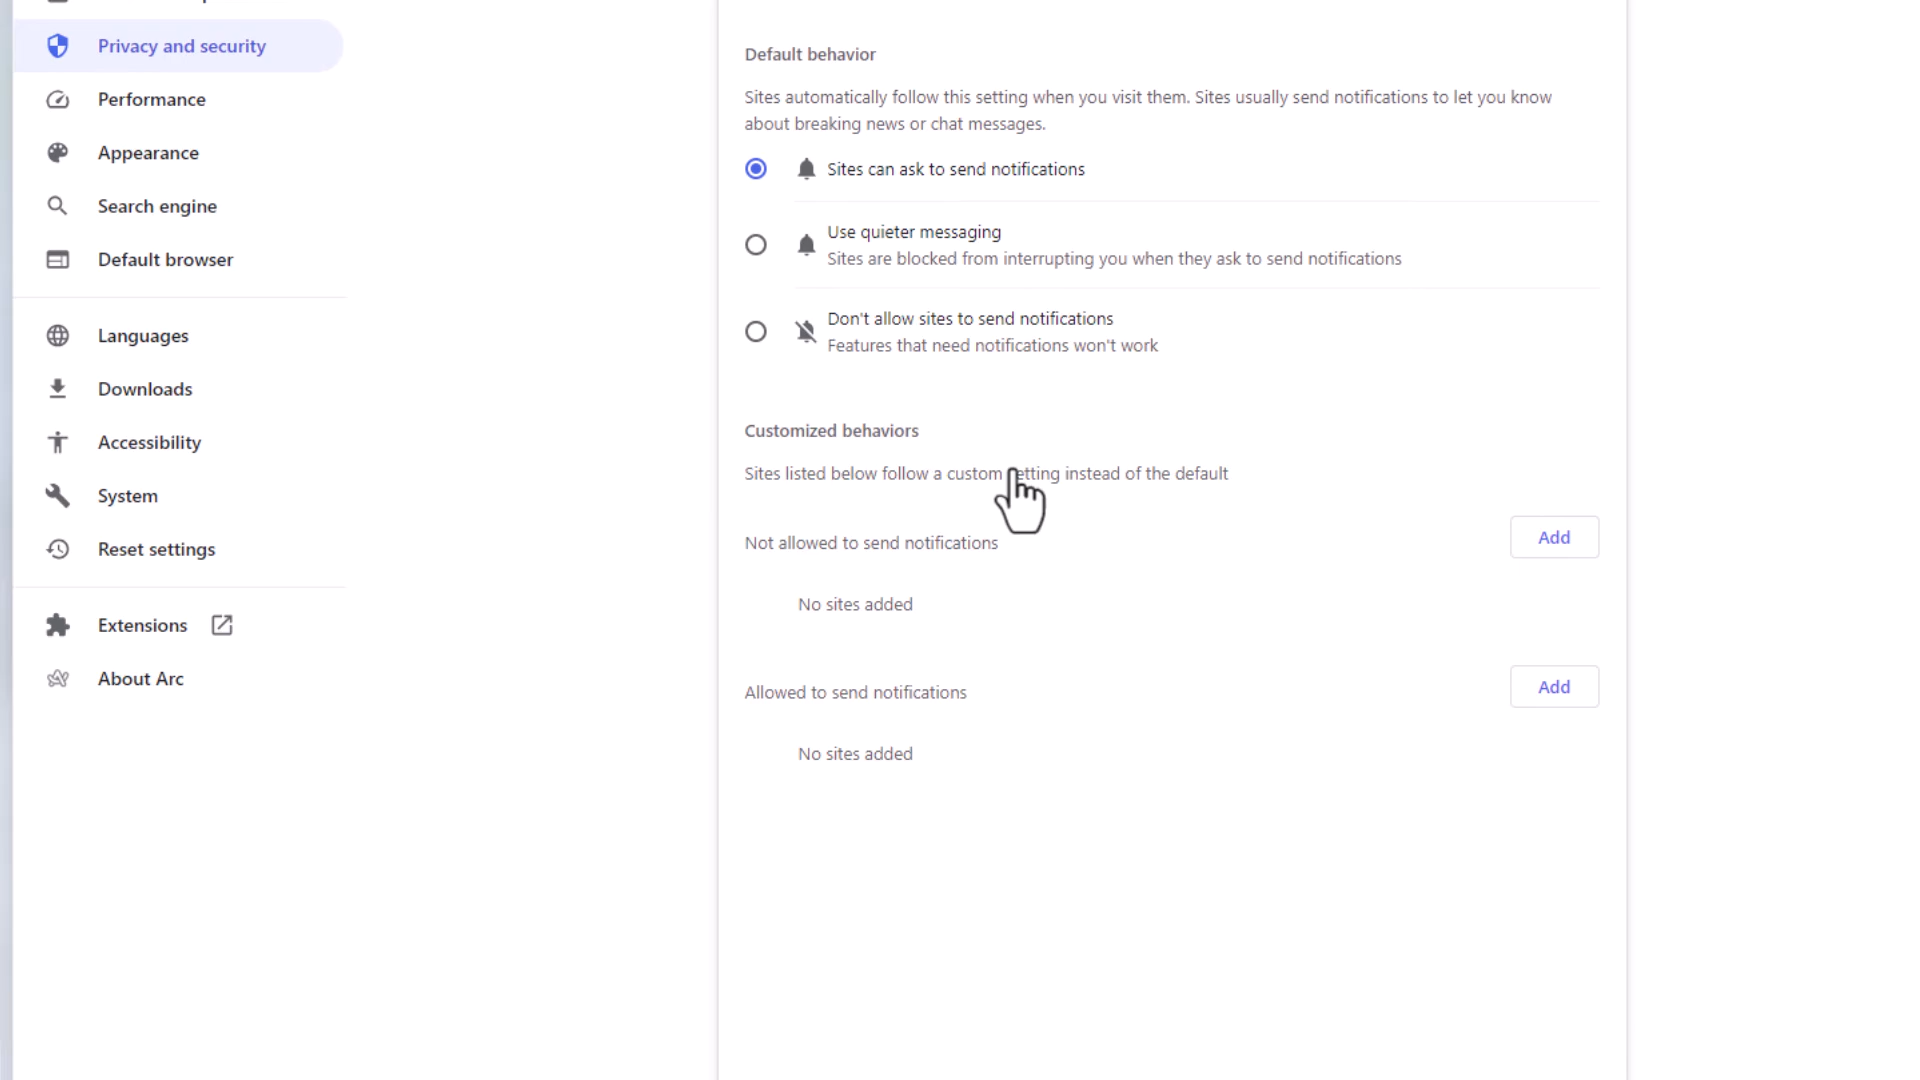 Privacy and security
Performance
Appearance
Search engine
Default browser
Languages
Downloads
Accessibility
System
Reset settings
Extensions
About Arc
Default behavior
Sites automatically follow this setting when you visit them. Sites usually send notifications to let you know
about breaking news or chat messages.
Sites can ask to send notifications
Use quieter messaging
Sites are blocked from interrupting you when they ask to send notifications
Don't allow sites to send notifications
Features that need notifications won't work
Customized behaviors
Sites listed below follow a custom setting instead of the default
Not allowed to send notifications
Add
No sites added
Allowed to send notifications
Add
No sites added